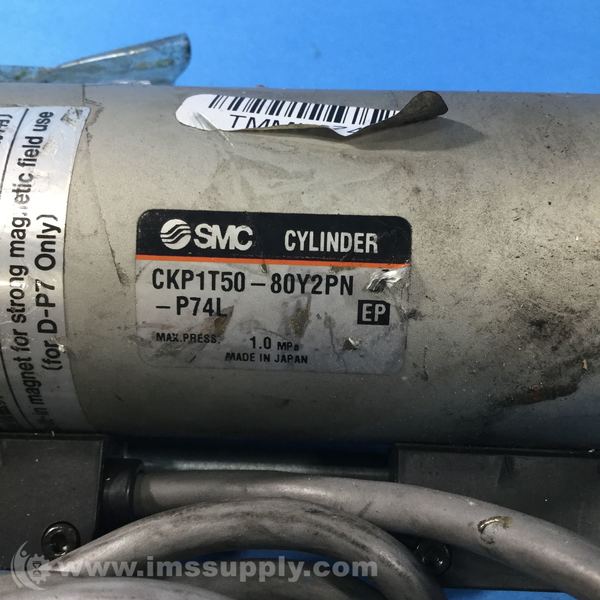 TMM
SMC CYLINDER
CKP1T50-80Y2PN
-P74L
EP
MAX.PRESS. 1.0 MPa
MADE IN JAPAN
magnet for strong magnetic field use
(for D-P7 Only)
www.imssupply.com